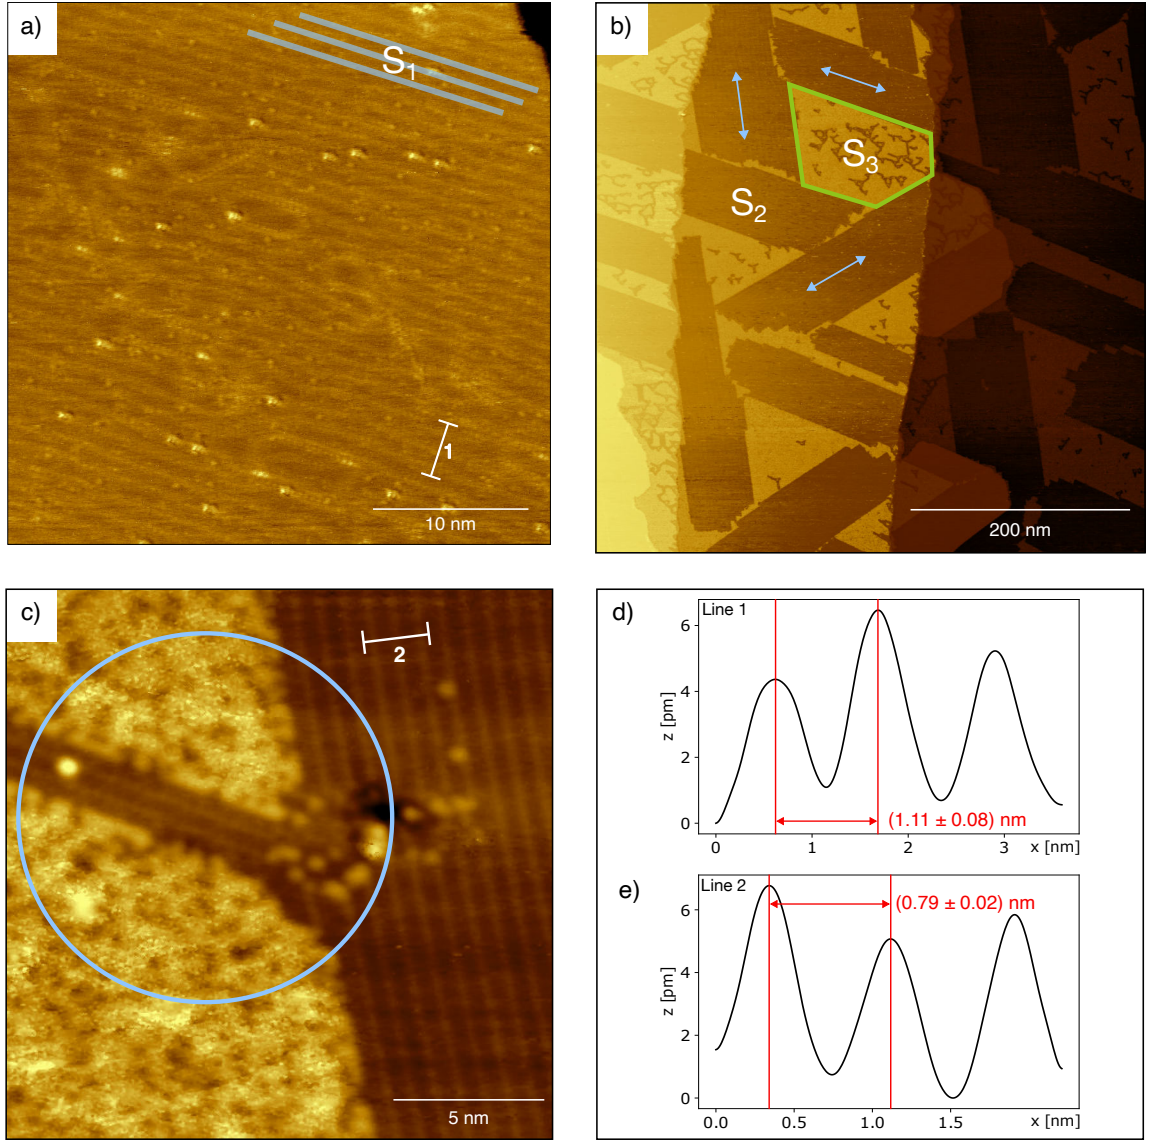 a)
S1
1
10 nm
b)
S3
S2
200 nm
c)
2
5 nm
d)
Line 1
6
4
2
0
z [pm]
(1.11 ± 0.08) nm
0 1 2 3 x [nm]
e)
Line 2
6
4
2
0
z [pm]
(0.79 ± 0.02) nm
0.0 0.5 1.0 1.5 x [nm]